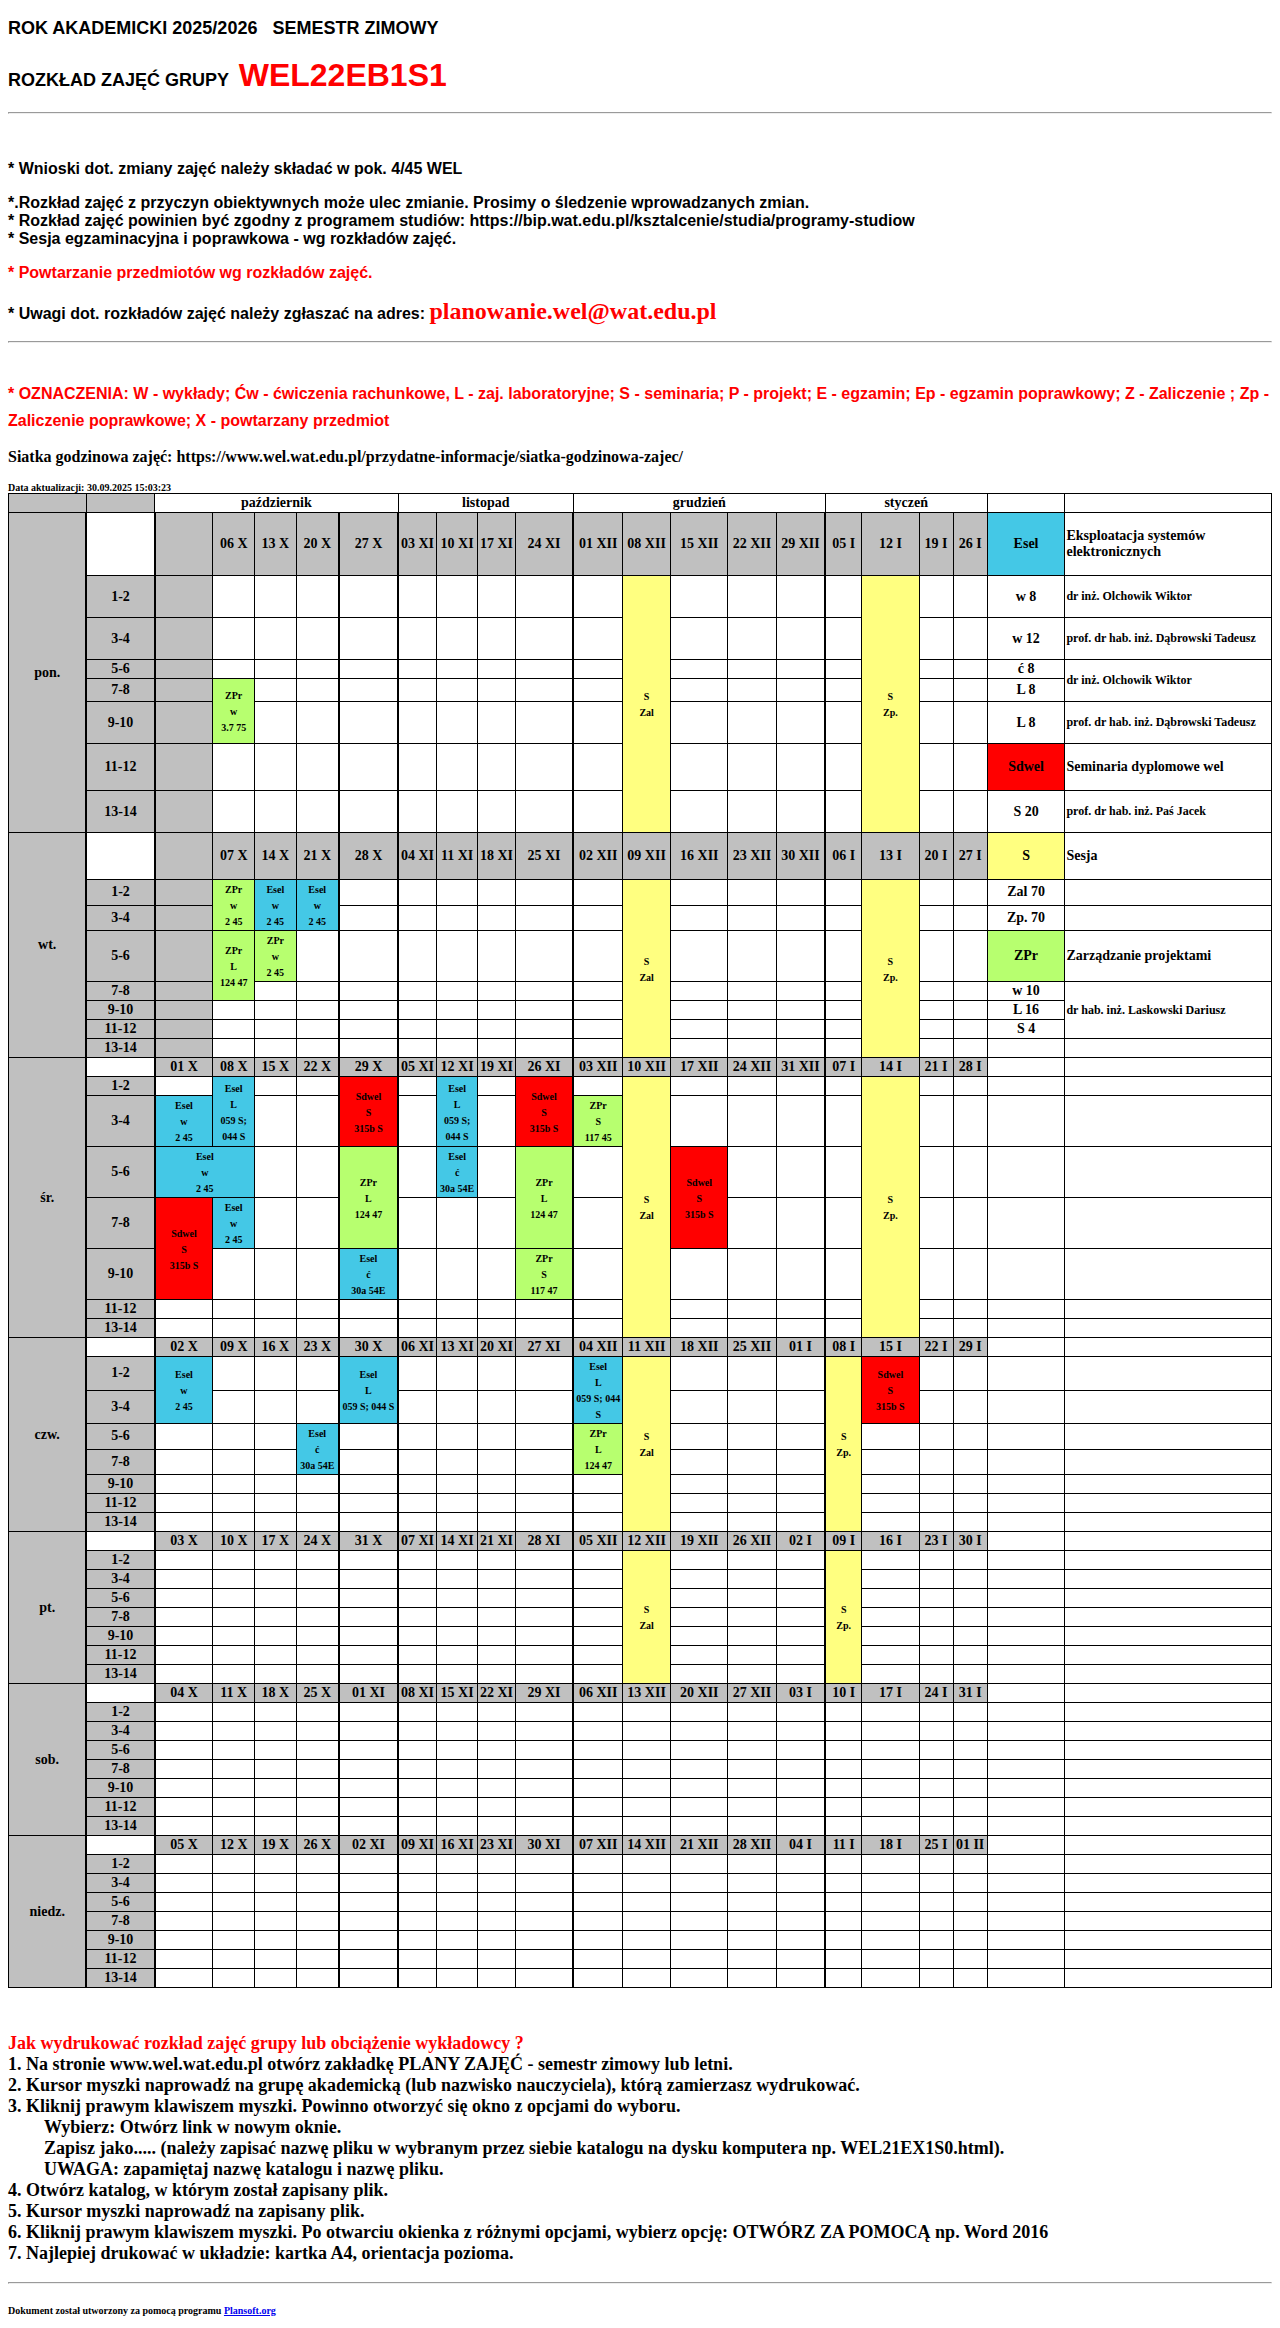 ROK AKADEMICKI 2025/2026   SEMESTR ZIMOWY
ROZKŁAD ZAJĘĆ GRUPY  WEL22EB1S1
* Wnioski dot. zmiany zajęć należy składać w pok. 4/45 WEL
*.Rozkład zajęć z przyczyn obiektywnych może ulec zmianie. Prosimy o śledzenie wprowadzanych zmian.
* Rozkład zajęć powinien być zgodny z programem studiów: https://bip.wat.edu.pl/ksztalcenie/studia/programy-studiow
* Sesja egzaminacyjna i poprawkowa - wg rozkładów zajęć.
* Powtarzanie przedmiotów wg rozkładów zajęć.
* Uwagi dot. rozkładów zajęć należy zgłaszać na adres: planowanie.wel@wat.edu.pl
* OZNACZENIA: W - wykłady; Ćw - ćwiczenia rachunkowe, L - zaj. laboratoryjne; S - seminaria; P - projekt; E - egzamin; Ep - egzamin poprawkowy; Z - Zaliczenie ; Zp -
Zaliczenie poprawkowe; X - powtarzany przedmiot
Siatka godzinowa zajęć: https://www.wel.wat.edu.pl/przydatne-informacje/siatka-godzinowa-zajec/
Data aktualizacji: 30.09.2025 15:03:23
październik listopad grudzień styczeń
pon. 06 X 13 X 20 X 27 X 03 XI 10 XI 17 XI 24 XI 01 XII 08 XII 15 XII 22 XII 29 XII 05 I 12 I 19 I 26 I Esel Eksploatacja systemów
elektronicznych
1-2 w 8 dr inż. Olchowik Wiktor
3-4 w 12 prof. dr hab. inż. Dąbrowski Tadeusz
5-6 ć 8 dr inż. Olchowik Wiktor
7-8 L 8
ZPr
w
3.7 75
S
Zal
S
Zp.
9-10 L 8 prof. dr hab. inż. Dąbrowski Tadeusz
11-12 Sdwel Seminaria dyplomowe wel
13-14 S 20 prof. dr hab. inż. Paś Jacek
wt. 07 X 14 X 21 X 28 X 04 XI 11 XI 18 XI 25 XI 02 XII 09 XII 16 XII 23 XII 30 XII 06 I 13 I 20 I 27 I S Sesja
1-2 Zal 70
ZPr
w
2 45
Esel
w
2 45
Esel
w
2 45
3-4 Zp. 70
5-6 ZPr Zarządzanie projektami
ZPr
L
124 47
ZPr
w
2 45
S
Zal
S
Zp.
7-8 w 10
9-10 L 16 dr hab. inż. Laskowski Dariusz
11-12 S 4
13-14
śr. 01 X 08 X 15 X 22 X 29 X 05 XI 12 XI 19 XI 26 XI 03 XII 10 XII 17 XII 24 XII 31 XII 07 I 14 I 21 I 28 I
1-2
Esel
L
059 S;
044 S
Sdwel
S
315b S
Esel
L
059 S;
044 S
Sdwel
S
315b S
3-4
Esel
w
2 45
ZPr
S
117 45
5-6
Esel
w
2 45
ZPr
L
124 47
Esel
ć
30a 54E
ZPr
L
124 47
S
Zal
Sdwel
S
315b S
S
Zp.
7-8
Sdwel
S
315b S
Esel
w
2 45
9-10
Esel
ć
30a 54E
ZPr
S
117 47
11-12
13-14
czw. 02 X 09 X 16 X 23 X 30 X 06 XI 13 XI 20 XI 27 XI 04 XII 11 XII 18 XII 25 XII 01 I 08 I 15 I 22 I 29 I
1-2
Esel
w
2 45
Esel
L
059 S; 044 S
Esel
L
059 S; 044
S
Sdwel
S
315b S
3-4
5-6
Esel
ć
30a 54E
ZPr
L
124 47
S
Zal
S
Zp.
7-8
9-10
11-12
13-14
pt. 03 X 10 X 17 X 24 X 31 X 07 XI 14 XI 21 XI 28 XI 05 XII 12 XII 19 XII 26 XII 02 I 09 I 16 I 23 I 30 I
1-2
3-4
5-6
7-8
S
Zal
S
Zp.
9-10
11-12
13-14
sob. 04 X 11 X 18 X 25 X 01 XI 08 XI 15 XI 22 XI 29 XI 06 XII 13 XII 20 XII 27 XII 03 I 10 I 17 I 24 I 31 I
1-2
3-4
5-6
7-8
9-10
11-12
13-14
niedz. 05 X 12 X 19 X 26 X 02 XI 09 XI 16 XI 23 XI 30 XI 07 XII 14 XII 21 XII 28 XII 04 I 11 I 18 I 25 I 01 II
1-2
3-4
5-6
7-8
9-10
11-12
13-14
Jak wydrukować rozkład zajęć grupy lub obciążenie wykładowcy ?
1. Na stronie www.wel.wat.edu.pl otwórz zakładkę PLANY ZAJĘĆ - semestr zimowy lub letni.
2. Kursor myszki naprowadź na grupę akademicką (lub nazwisko nauczyciela), którą zamierzasz wydrukować.
3. Kliknij prawym klawiszem myszki. Powinno otworzyć się okno z opcjami do wyboru.
Wybierz: Otwórz link w nowym oknie.
Zapisz jako..... (należy zapisać nazwę pliku w wybranym przez siebie katalogu na dysku komputera np. WEL21EX1S0.html).
UWAGA: zapamiętaj nazwę katalogu i nazwę pliku.
4. Otwórz katalog, w którym został zapisany plik.
5. Kursor myszki naprowadź na zapisany plik.
6. Kliknij prawym klawiszem myszki. Po otwarciu okienka z różnymi opcjami, wybierz opcję: OTWÓRZ ZA POMOCĄ np. Word 2016
7. Najlepiej drukować w układzie: kartka A4, orientacja pozioma.
Dokument został utworzony za pomocą programu Plansoft.org